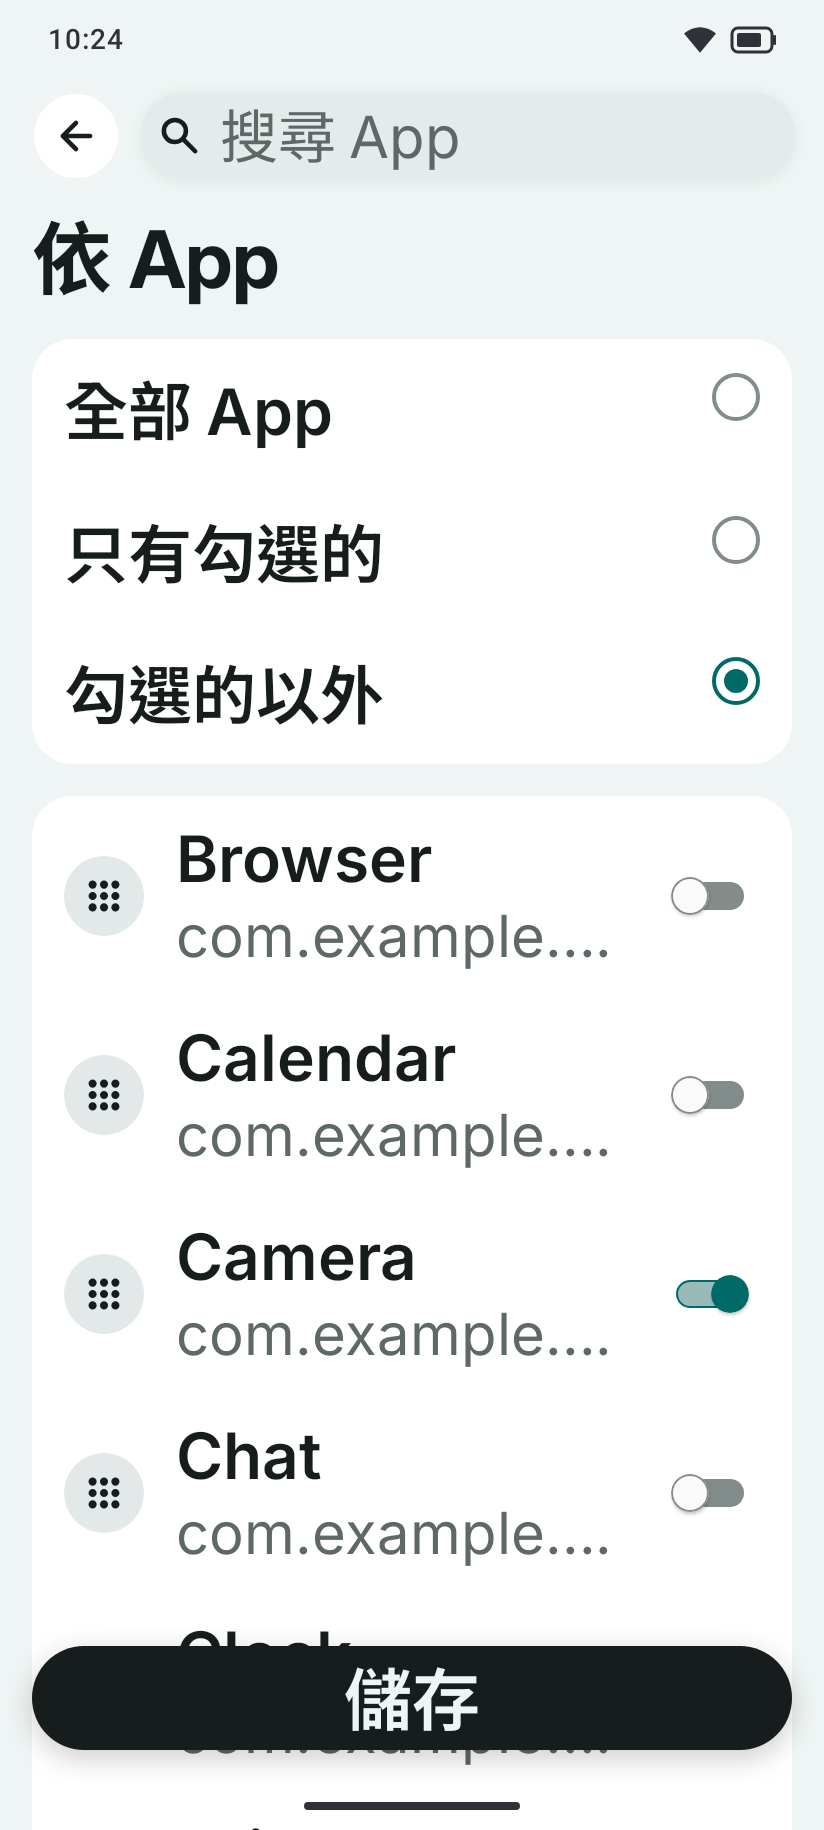 10:24
搜尋 App
依 App
全部 App
只有勾選的
勾選的以外
Browser
com.example....
Calendar
com.example....
Camera
com.example....
Chat
com.example....
儲存